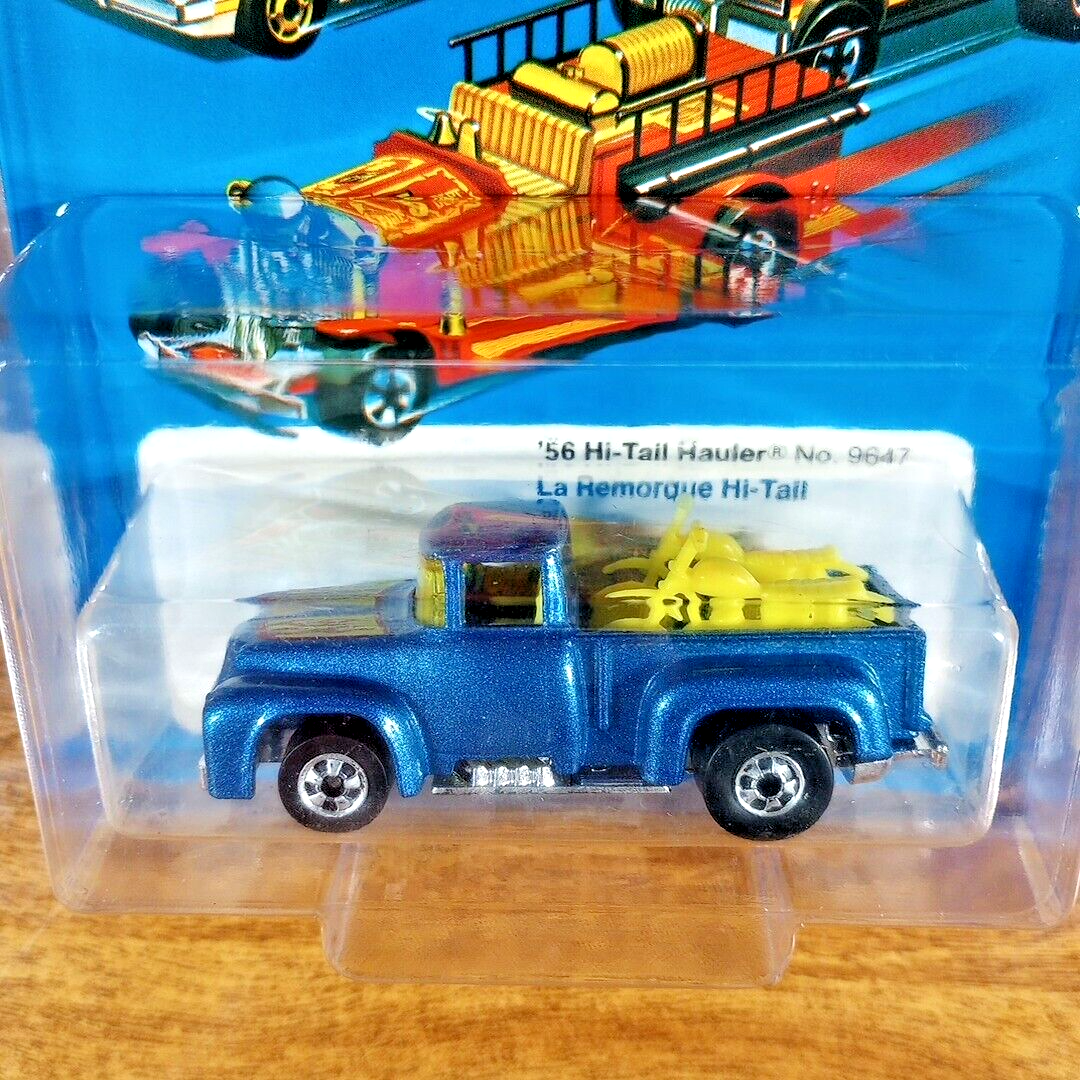 '56 Hi-Tail Hauler® No. 9647
La Remorque Hi-Tail